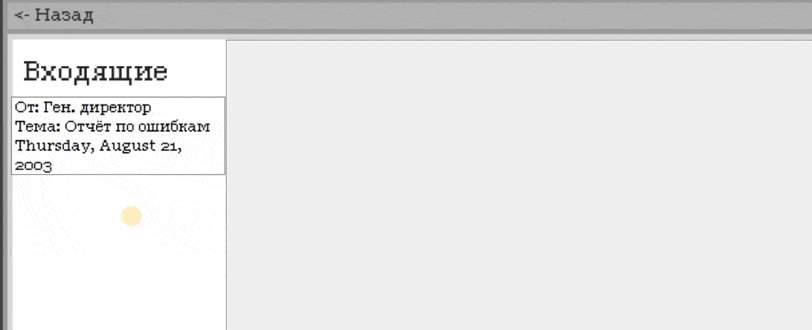 <- Назад
Входящие
От: Ген. директор
Тема: Отчёт по ошибкам
Thursday, August 21,
2003